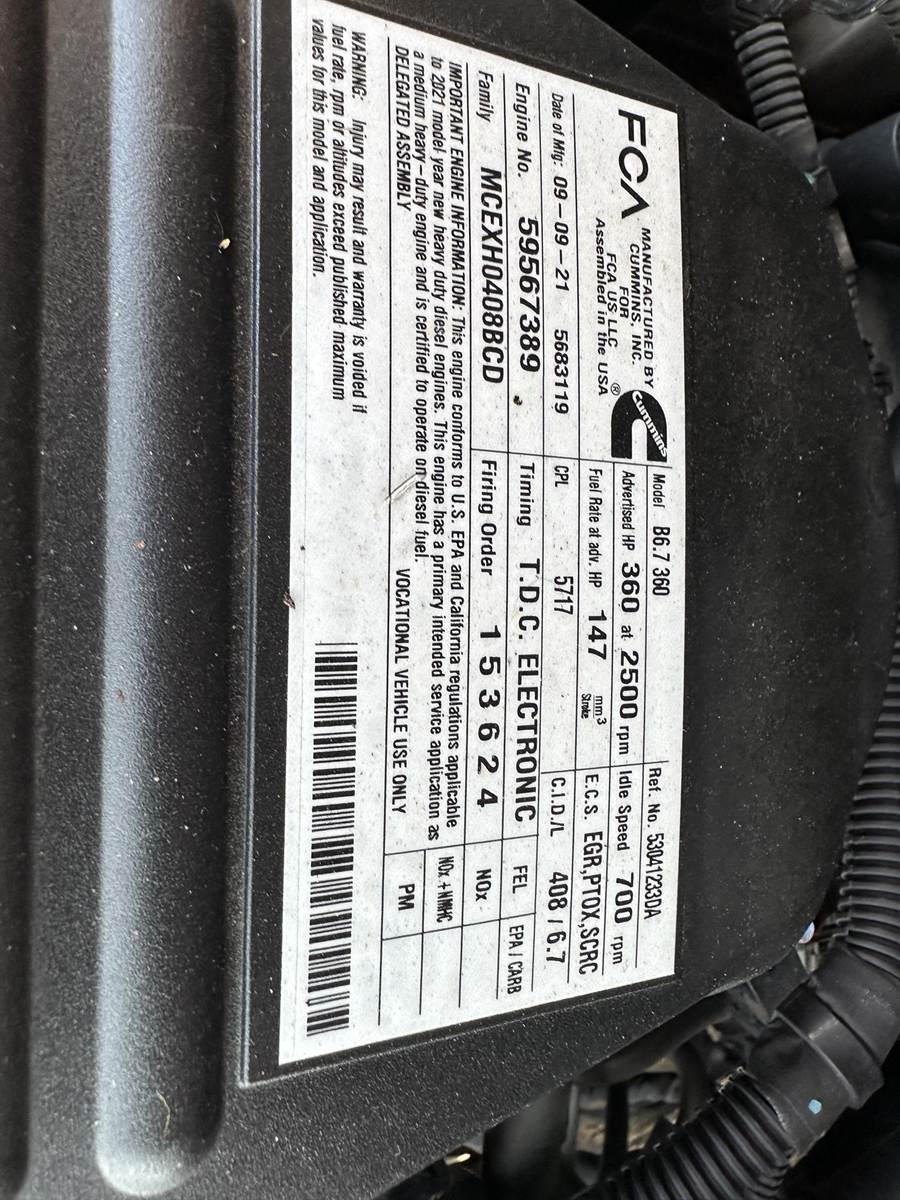 FCA
MANUFACTURED BY
CUMMINS, INC.
FOR
FCA US LLC
Assembled in the USA
®
Cummins
Model B6.7 360
Ref. No. 53041233DA
Advertised HP 360 at 2500 rpm
Idle Speed 700 rpm
Fuel Rate at adv. HP 147 mm³ Stroke
E.C.S. EGR,PTOX,SCRC
Date of Mfg: 09-09-21 5683119
CPL : 5717
C.I.D./L 408 / 6.7
Engine No. 59567389
Timing T.D.C. ELECTRONIC
FEL EPA / CARB
Family MCEXH0408BCD
Firing Order 1 5 3 6 2 4
NOx
IMPORTANT ENGINE INFORMATION: This engine conforms to U.S. EPA and California regulations applicable
to 2021 model year new heavy duty diesel engines. This engine has a primary intended service application as
a medium heavy-duty engine and is certified to operate on diesel fuel.
DELEGATED ASSEMBLY
VOCATIONAL VEHICLE USE ONLY
NOx + NMHC
PM
WARNING: Injury may result and warranty is voided if
fuel rate, rpm or altitudes exceed published maximum
values for this model and application.